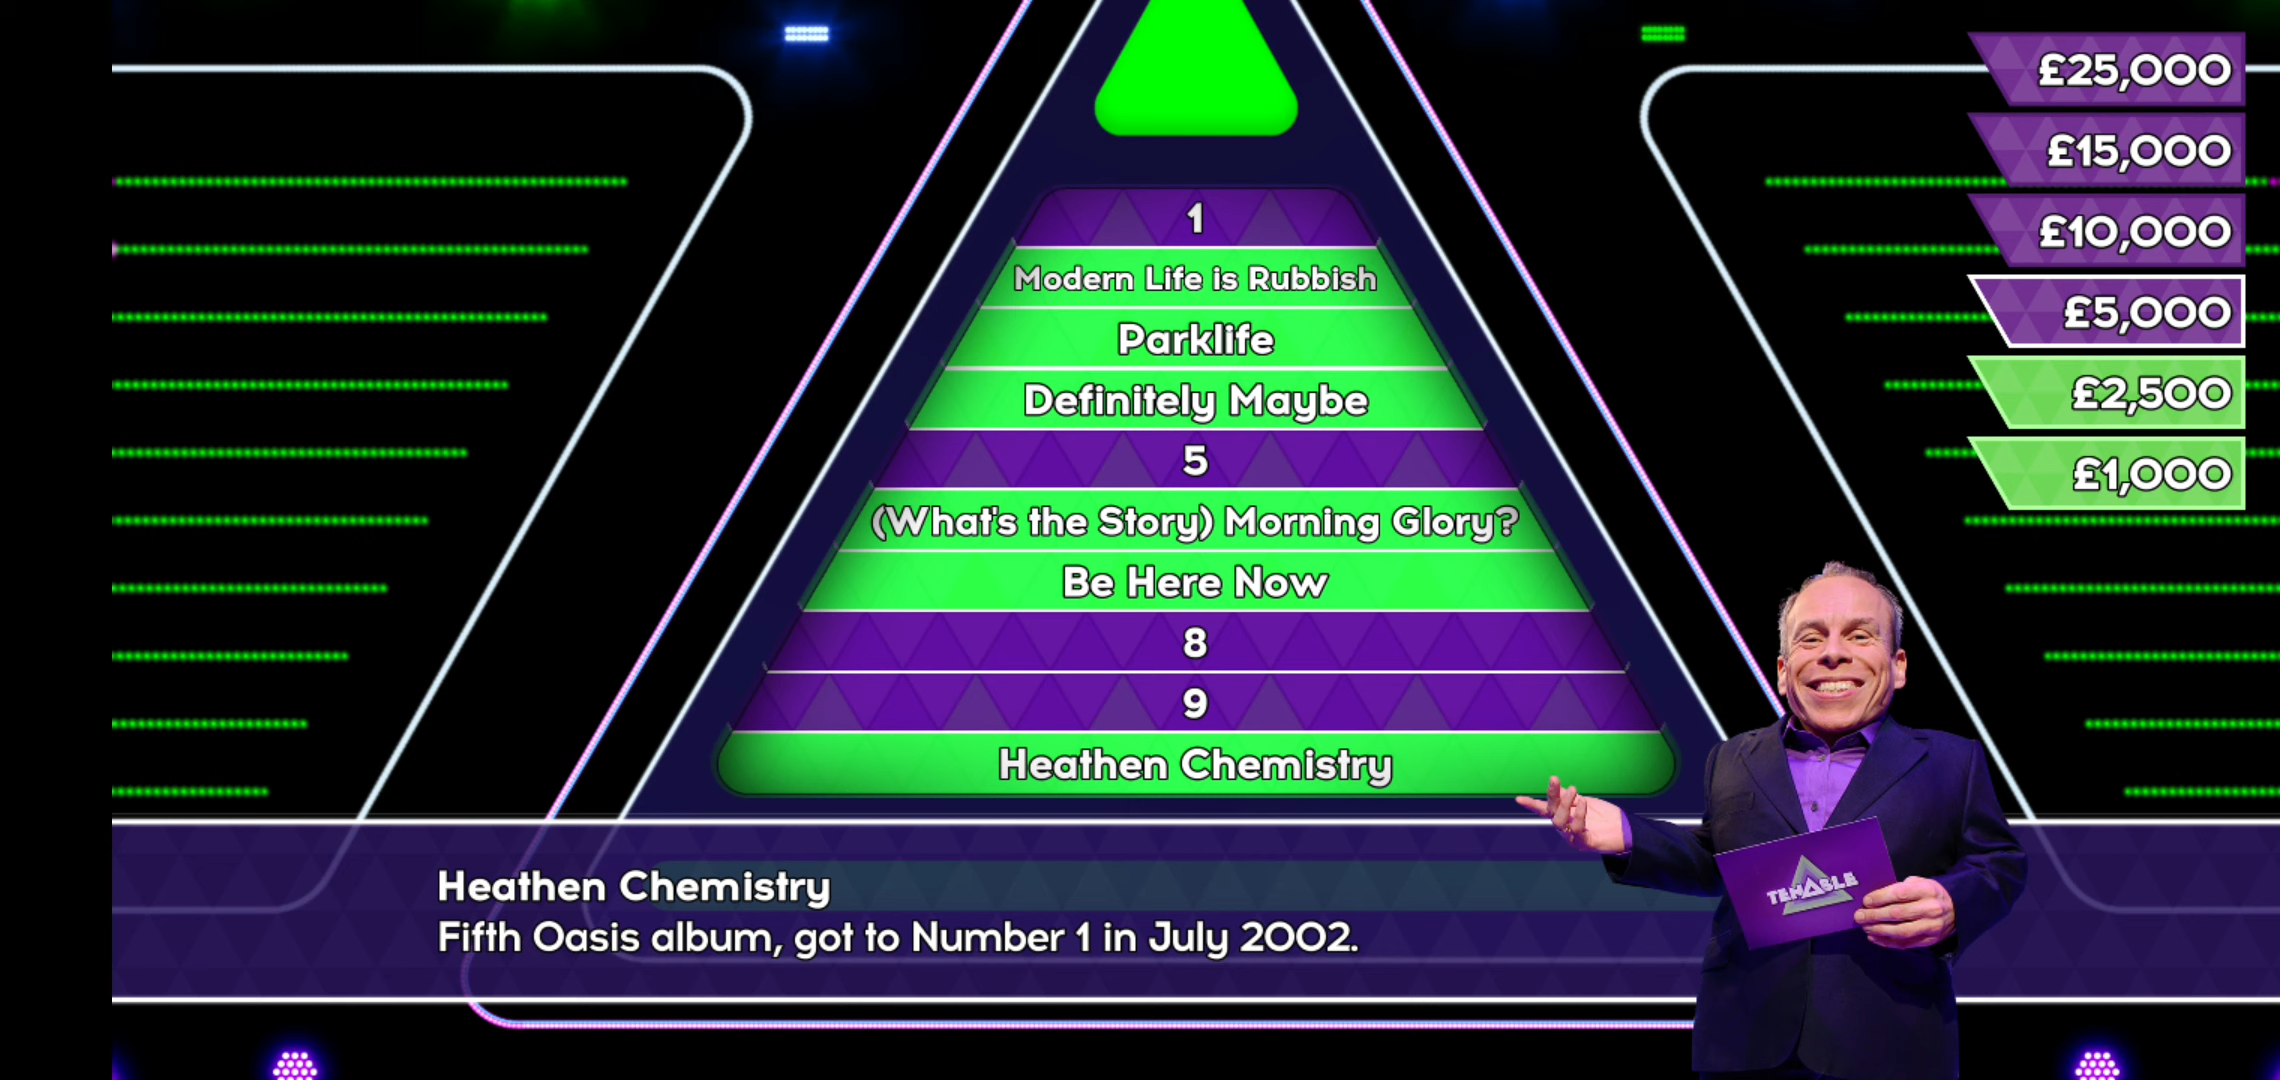 £25,000
£15,000
£10,000
£5,000
£2,500
£1,000
1
Modern Life is Rubbish
Parklife
Definitely Maybe
5
(What's the Story) Morning Glory?
Be Here Now
8
9
Heathen Chemistry
Heathen Chemistry
Fifth Oasis album, got to Number 1 in July 2002.
TENABLE